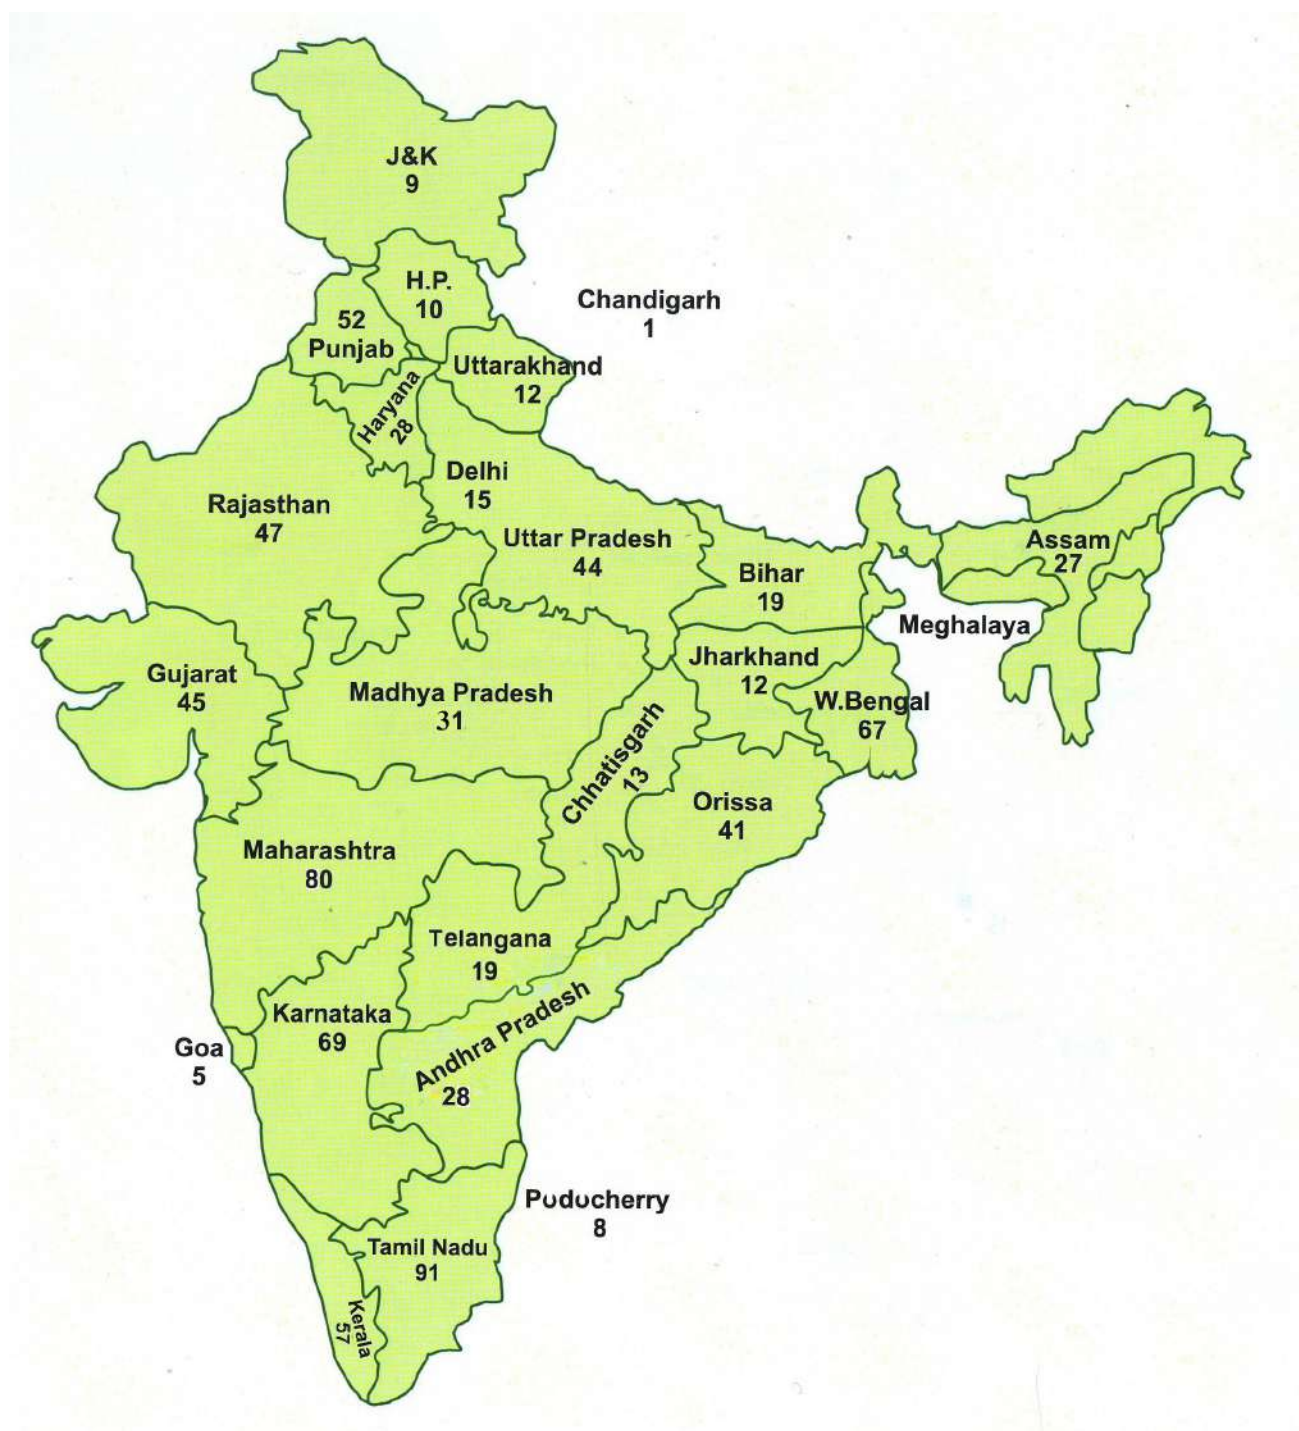 J&K
9
H.P.
10
Chandigarh
1
52
Punjab
Uttarakhand
12
Haryana
28
Delhi
15
Rajasthan
47
Uttar Pradesh
44
Assam
27
Bihar
19
Meghalaya
Jharkhand
12
Gujarat
45
Madhya Pradesh
31
W.Bengal
67
Chhatisgarh
13
Orissa
41
Maharashtra
80
Telangana
19
Karnataka
69
Andhra Pradesh
28
Goa
5
Puducherry
8
Tamil Nadu
91
Kerala
57